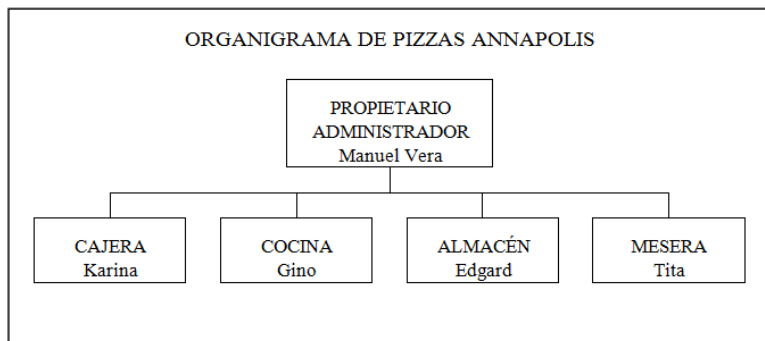 ORGANIGRAMA DE PIZZAS ANNAPOLIS
PROPIETARIO
ADMINISTRADOR
Manuel Vera
CAJERA
Karina
COCINA
Gino
ALMACÉN
Edgard
MESERA
Tita